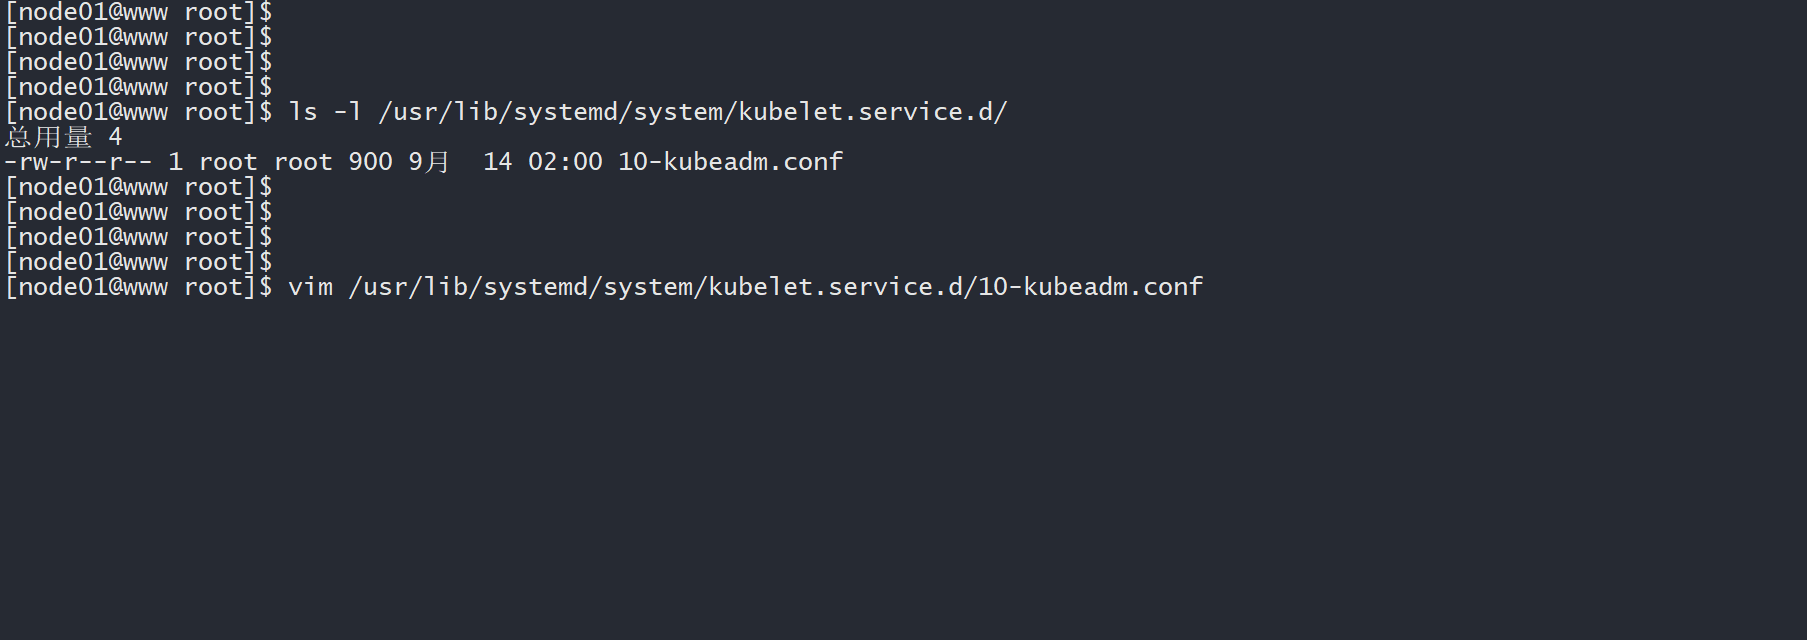 [node01@www root]$
[node01@www root]$
[node01@www root]$
[node01@www root]$
[node01@www root]$ ls -l /usr/lib/systemd/system/kubelet.service.d/
总用量 4
-rw-r--r-- 1 root root 900 9月  14 02:00 10-kubeadm.conf
[node01@www root]$
[node01@www root]$
[node01@www root]$
[node01@www root]$
[node01@www root]$ vim /usr/lib/systemd/system/kubelet.service.d/10-kubeadm.conf